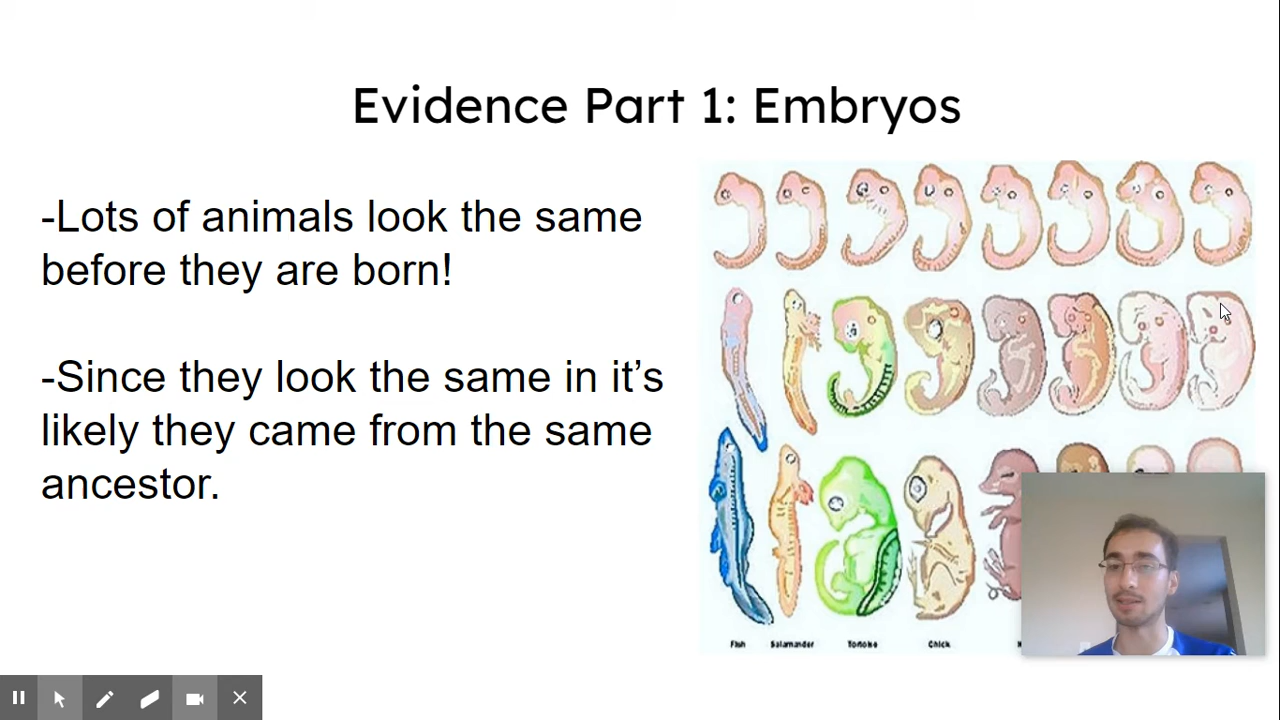 Evidence Part 1: Embryos
-Lots of animals look the same
before they are born!
-Since they look the same in it’s
likely they came from the same
ancestor.
Fish Salamander Tortoise Chick